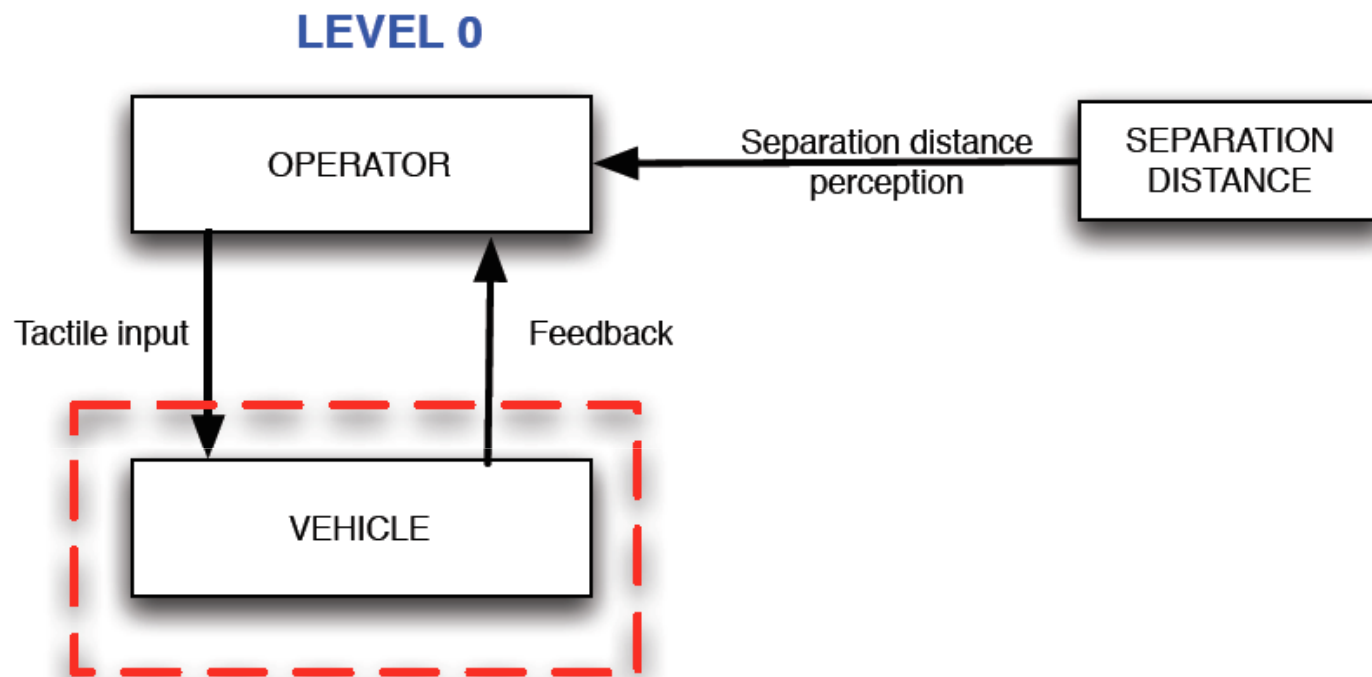 LEVEL 0
OPERATOR
Separation distance
perception
SEPARATION
DISTANCE
Tactile input
Feedback
VEHICLE